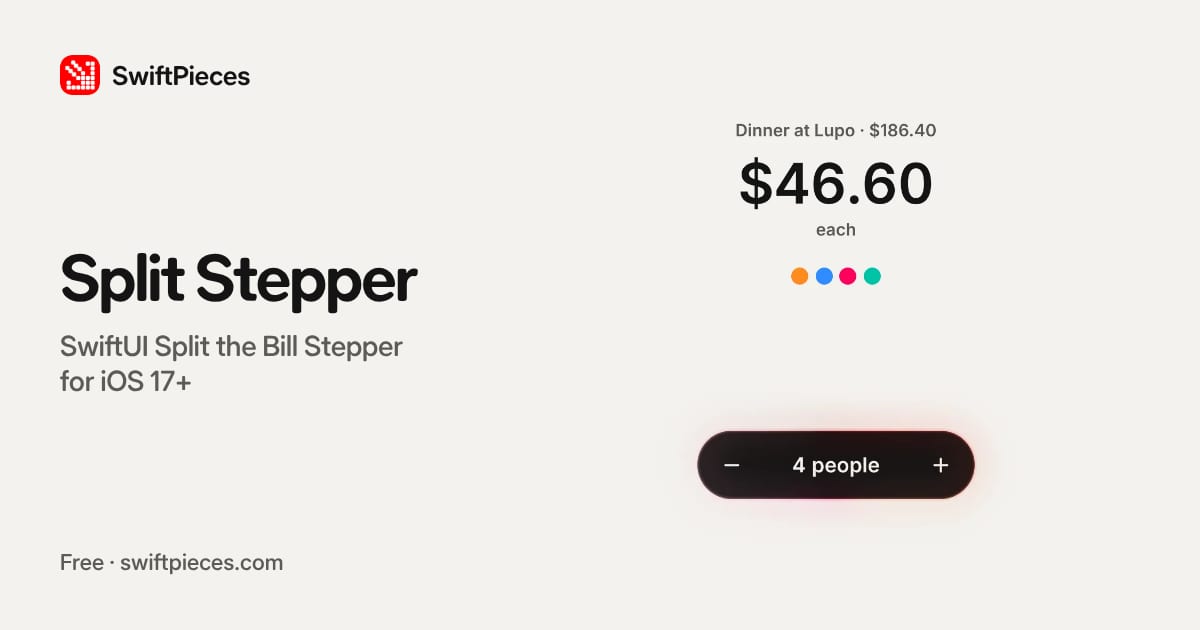 SwiftPieces
Split Stepper
SwiftUI Split the Bill Stepper
for iOS 17+
Free · swiftpieces.com
Dinner at Lupo · $186.40
$46.60
each
− 4 people +